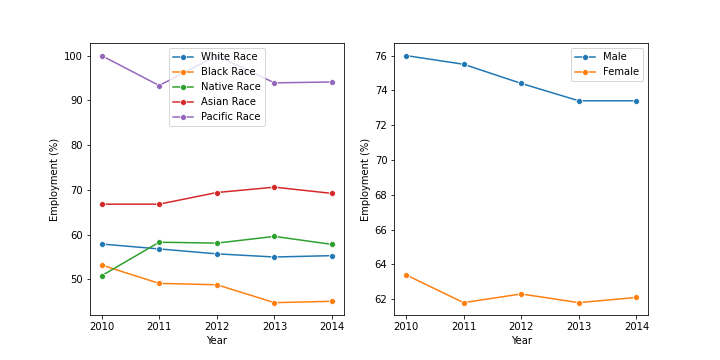 100
90
80
70
60
50
Employment (%)
2010 2011 2012 2013 2014
Year
White Race
Black Race
Native Race
Asian Race
Pacific Race
76
74
72
70
68
66
64
62
Employment (%)
2010 2011 2012 2013 2014
Year
Male
Female